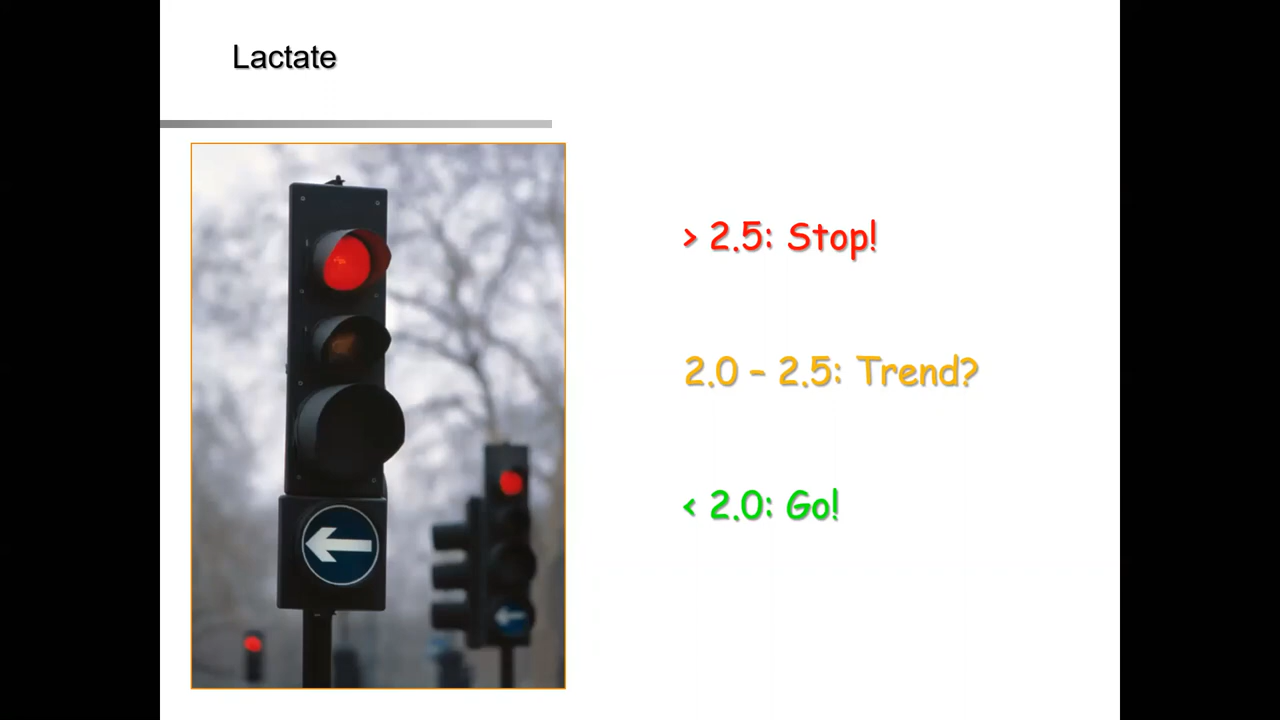 Lactate
> 2.5: Stop!
2.0 – 2.5: Trend?
< 2.0: Go!